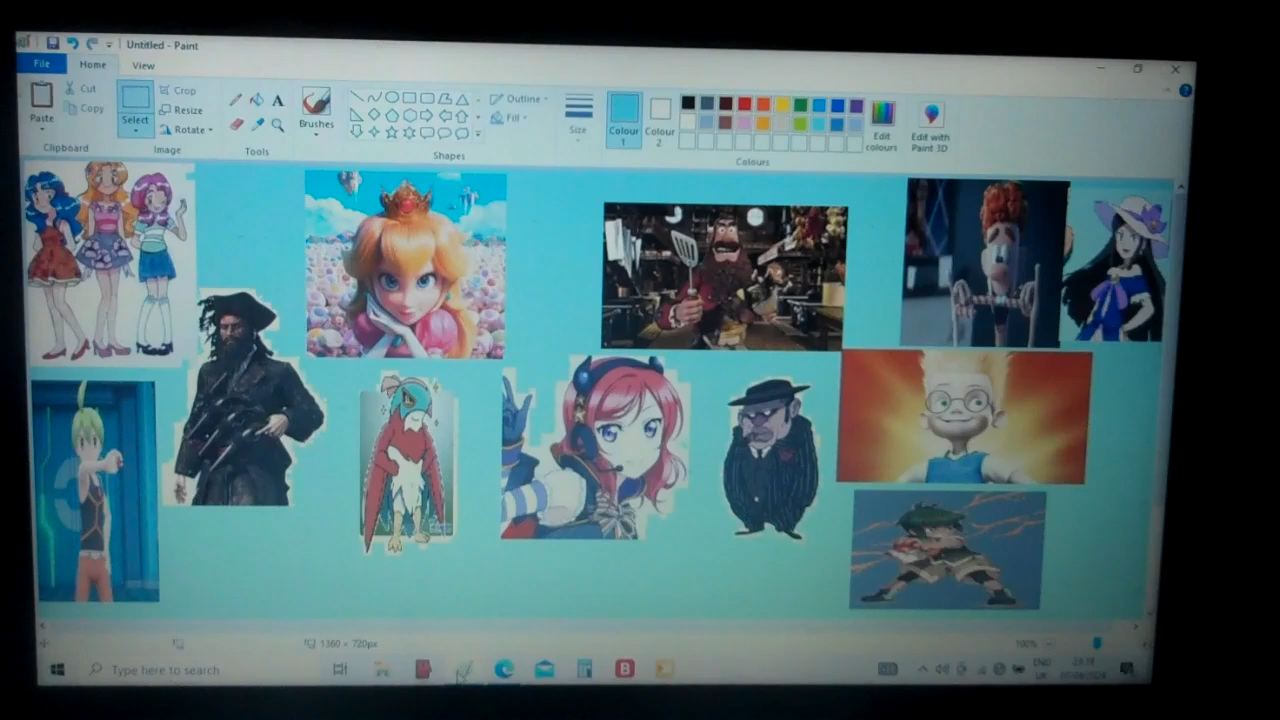 Untitled - Paint
File Home View
Paste
Cut
Copy
Clipboard
Select
Crop
Resize
Rotate
Image
A
Tools
Brushes
Outline
Fill
Shapes
Size
Colour 1
Colour 2
Edit colours
Edit with Paint 3D
Colours
1360 × 720px
100%
Type here to search
B
ENG
UK